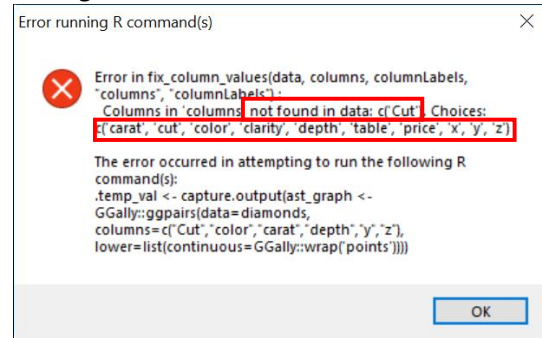 Error running R command(s)
Error in fix_column_values(data, columns, columnLabels,
"columns", "columnLabels") :
Columns in 'columns' not found in data: c('Cut'). Choices:
c('carat', 'cut', 'color', 'clarity', 'depth', 'table', 'price', 'x', 'y', 'z')
The error occurred in attempting to run the following R
command(s):
.temp_val <- capture.output(ast_graph <-
GGally::ggpairs(data=diamonds,
columns=c("Cut","color","carat","depth","y","z"),
lower=list(continuous=GGally::wrap('points'))))
OK